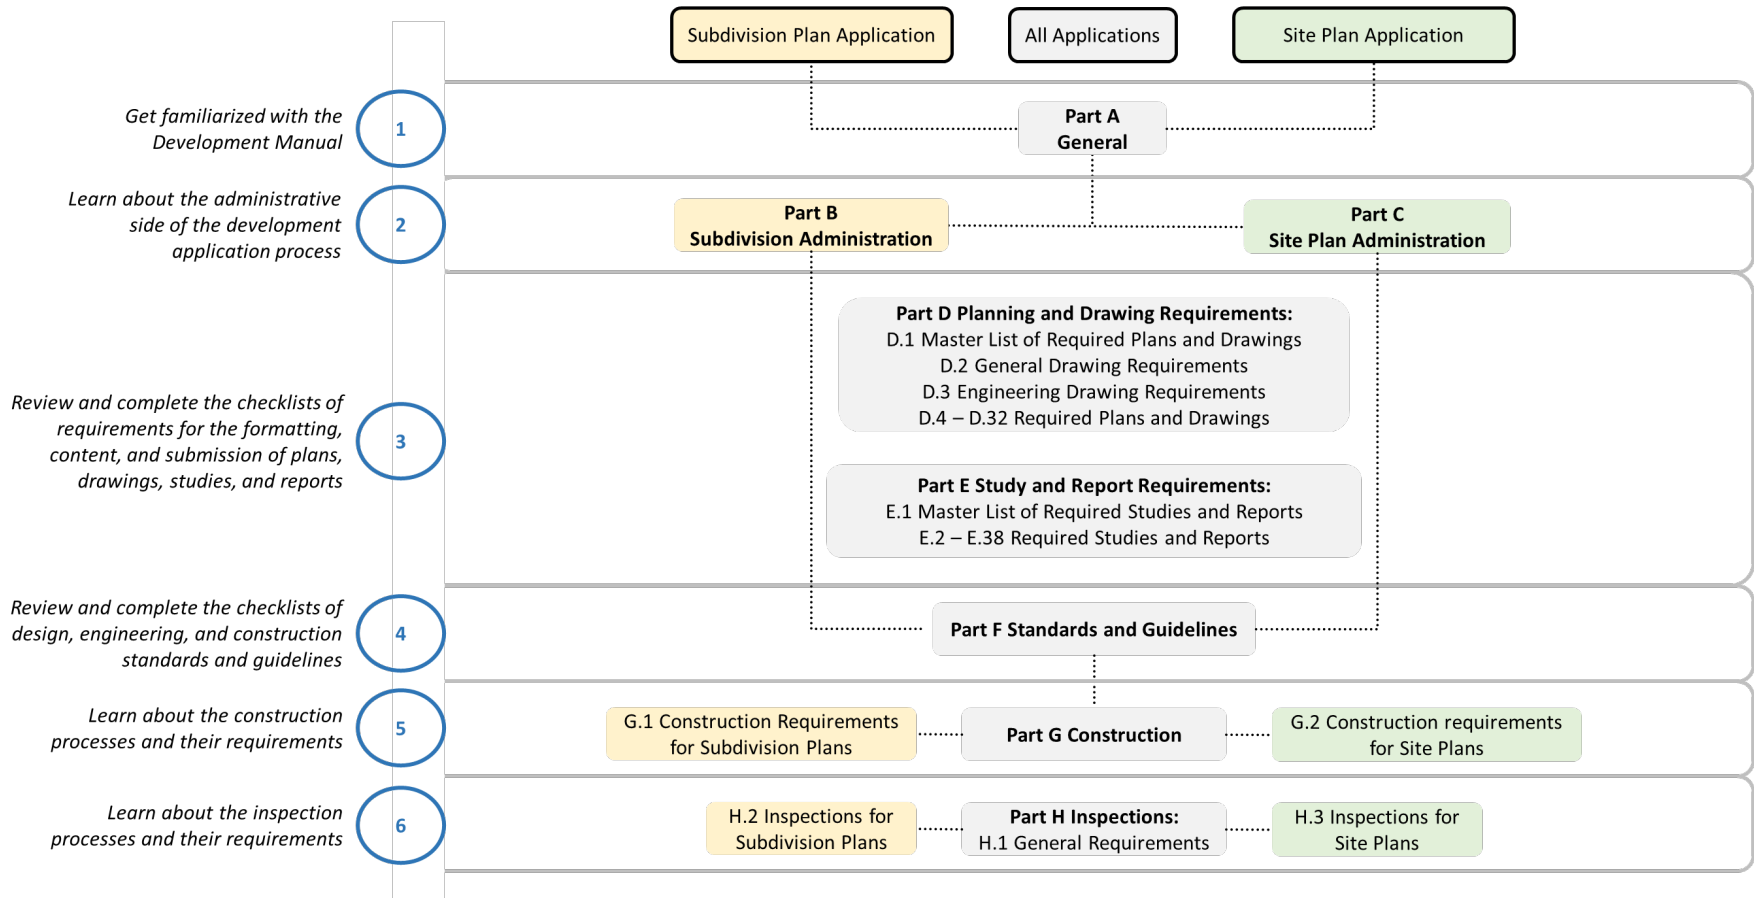 Subdivision Plan Application
All Applications
Site Plan Application
Get familiarized with the
Development Manual
1
Part A
General
Learn about the administrative
side of the development
application process
2
Part B
Subdivision Administration
Part C
Site Plan Administration
Review and complete the checklists of
requirements for the formatting,
content, and submission of plans,
drawings, studies, and reports
3
Part D Planning and Drawing Requirements:
D.1 Master List of Required Plans and Drawings
D.2 General Drawing Requirements
D.3 Engineering Drawing Requirements
D.4 – D.32 Required Plans and Drawings
Part E Study and Report Requirements:
E.1 Master List of Required Studies and Reports
E.2 – E.38 Required Studies and Reports
Review and complete the checklists of
design, engineering, and construction
standards and guidelines
4
Part F Standards and Guidelines
Learn about the construction
processes and their requirements
5
G.1 Construction Requirements
for Subdivision Plans
Part G Construction
G.2 Construction requirements
for Site Plans
Learn about the inspection
processes and their requirements
6
H.2 Inspections for
Subdivision Plans
Part H Inspections:
H.1 General Requirements
H.3 Inspections for
Site Plans